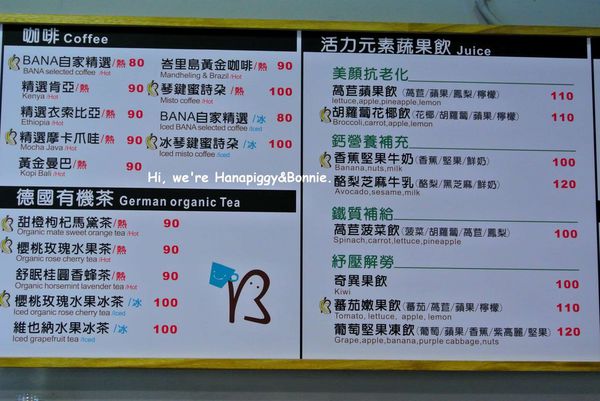 咖啡 Coffee
BANA自家精選/熱 80
BANA selected coffee /Hot
精選肯亞/熱 90
Kenya /Hot
精選衣索比亞/熱 90
Ethiopia /Hot
精選摩卡爪哇/熱 90
Mocha Java /Hot
黃金曼巴/熱 90
Kopi Bali /Hot
峇里島黃金咖啡/熱 90
Mandheling & Brazil /Hot
琴鍵蜜詩朶/熱 100
Misto coffee /Hot
BANA自家精選/冰 80
Iced BANA selected coffee /Iced
冰琴鍵蜜詩朶/冰 100
Iced misto coffee /Iced
Hi, we're Hanapiggy&Bonnie.
德國有機茶 German organic Tea
甜橙枸杞馬黛茶/熱 90
Organic mate sweet orange tea /Hot
櫻桃玫瑰水果茶/熱 90
Organic rose cherry tea /Hot
舒眠桂圓香蜂茶/熱 90
Organic horsemint lavender tea /Hot
櫻桃玫瑰水果冰茶/冰 100
Iced organic rose cherry tea /Iced
維也納水果冰茶/冰 100
Iced grapefruit tea /Iced
活力元素蔬果飲 Juice
美顏抗老化
萵苣蘋果飲(萵苣/蘋果/鳳梨/檸檬) 110
lettuce,apple,pineapple,lemon
胡蘿蔔花椰飲(花椰/胡蘿蔔/蘋果/檸檬) 110
Broccoli,carrot,apple,lemon
鈣營養補充
香蕉堅果牛奶(香蕉/堅果/鮮奶) 100
Banana,nuts,milk
酪梨芝麻牛乳(酪梨/黑芝麻/鮮奶) 120
Avocado,sesame,milk
鐵質補給
萵苣菠菜飲(菠菜/胡蘿蔔/萵苣/鳳梨) 100
Spinach,carrot,lettuce,pineapple
紓壓解勞
奇異果飲 100
Kiwi
蕃茄嫩果飲(蕃茄/萵苣/蘋果/檸檬) 110
Tomato, lettuce, apple, lemon
葡萄堅果凍飲(葡萄/蘋果/香蕉/紫高麗/堅果) 120
Grape,apple,banana,purple cabbage,nuts